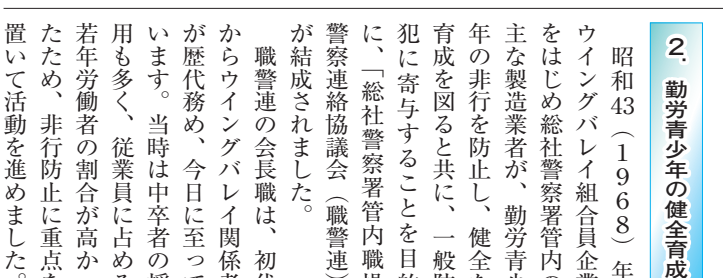 2. 勤労青少年の健全育成
昭和43（1968）年
ウイングバレイ組合員企業
をはじめ総社警察署管内の
主な製造業者が、勤労青少
年の非行を防止し、健全な
育成を図ると共に、一般防
犯に寄与することを目的
に、「総社警察署管内職場
警察連絡協議会（職警連）
が結成されました。
職警連の会長職は、初代
からウイングバレイ関係者
が歴代務め、今日に至って
います。当時は中卒者の採
用も多く、従業員に占める
若年労働者の割合が高か
たため、非行防止に重点を
置いて活動を進めました。